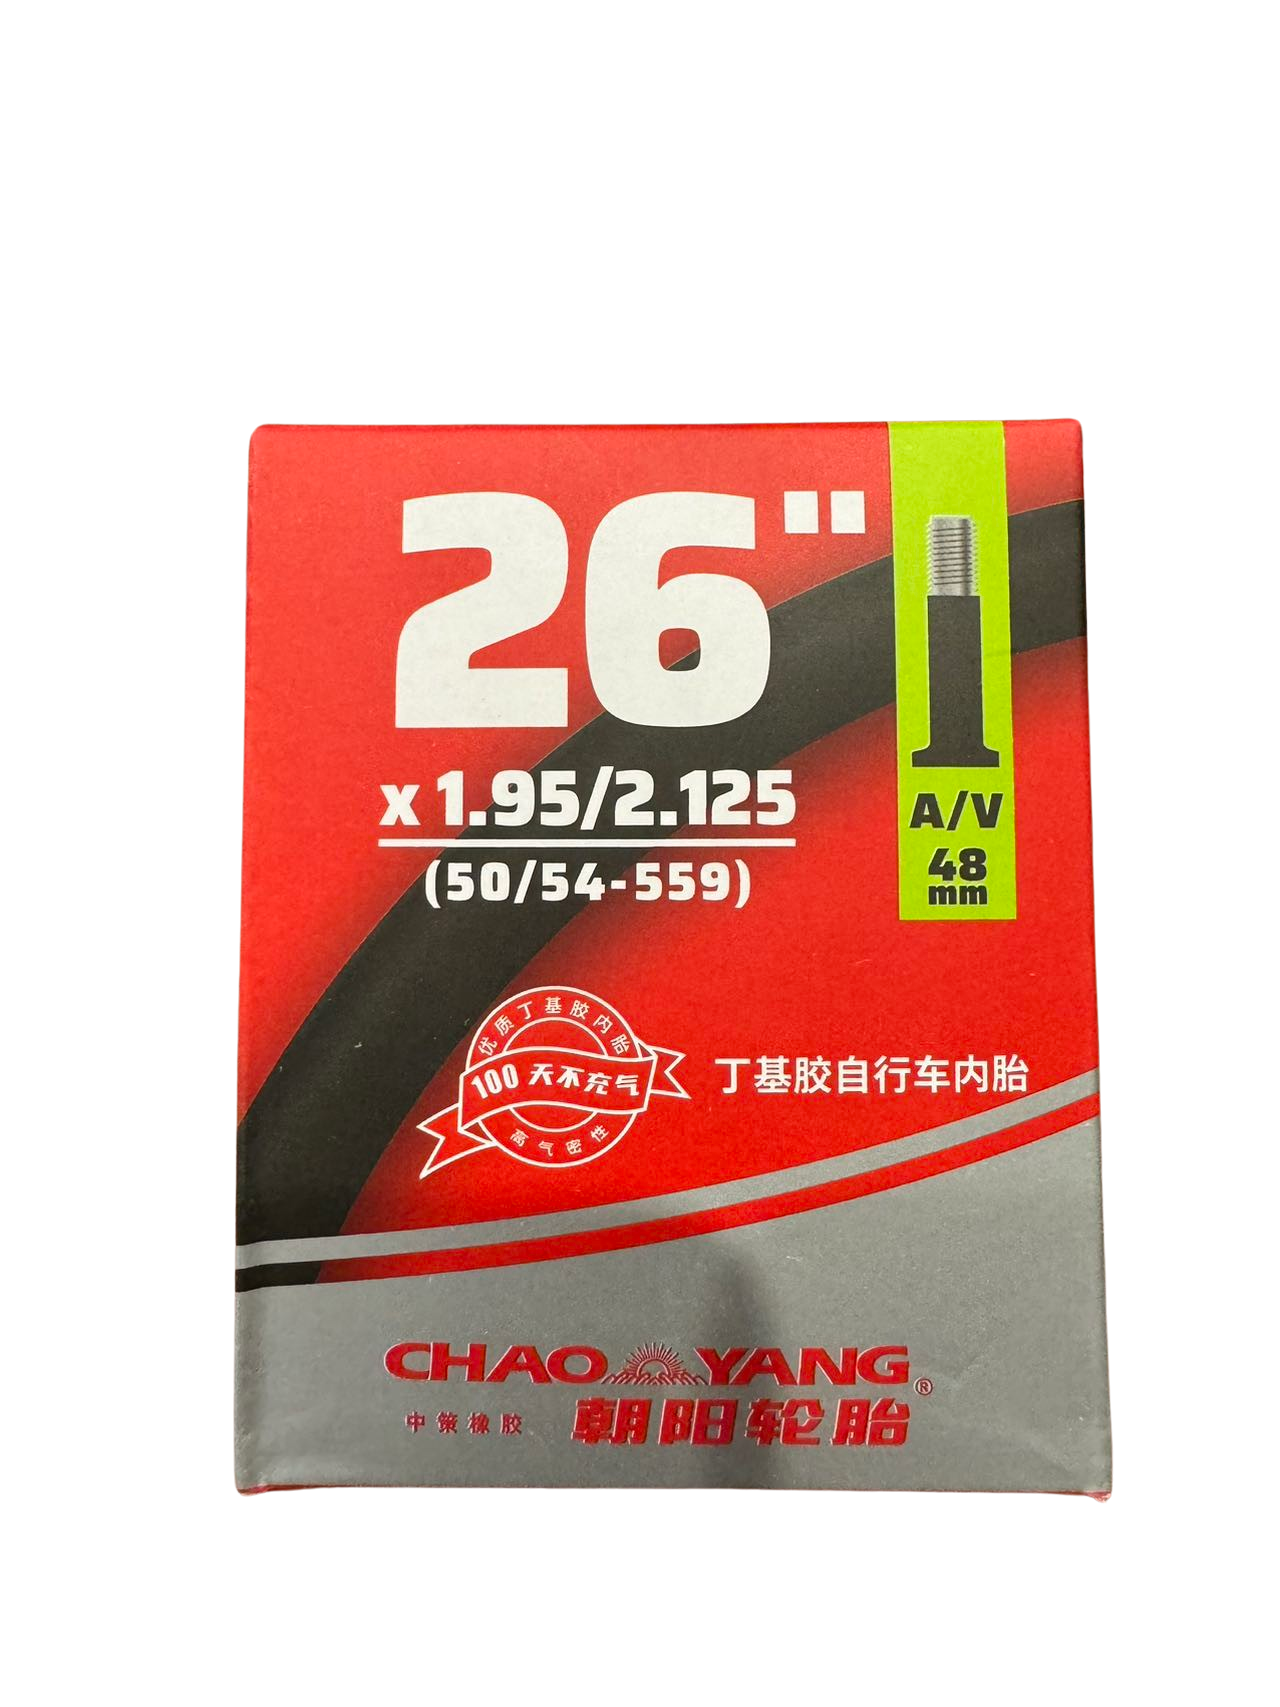 26"
x 1.95/2.125
(50/54-559)
A/V
48
mm
优质丁基胶内胎
100 天不充气
高气密性
丁基胶自行车内胎
CHAO YANG®
中策橡胶
朝阳轮胎